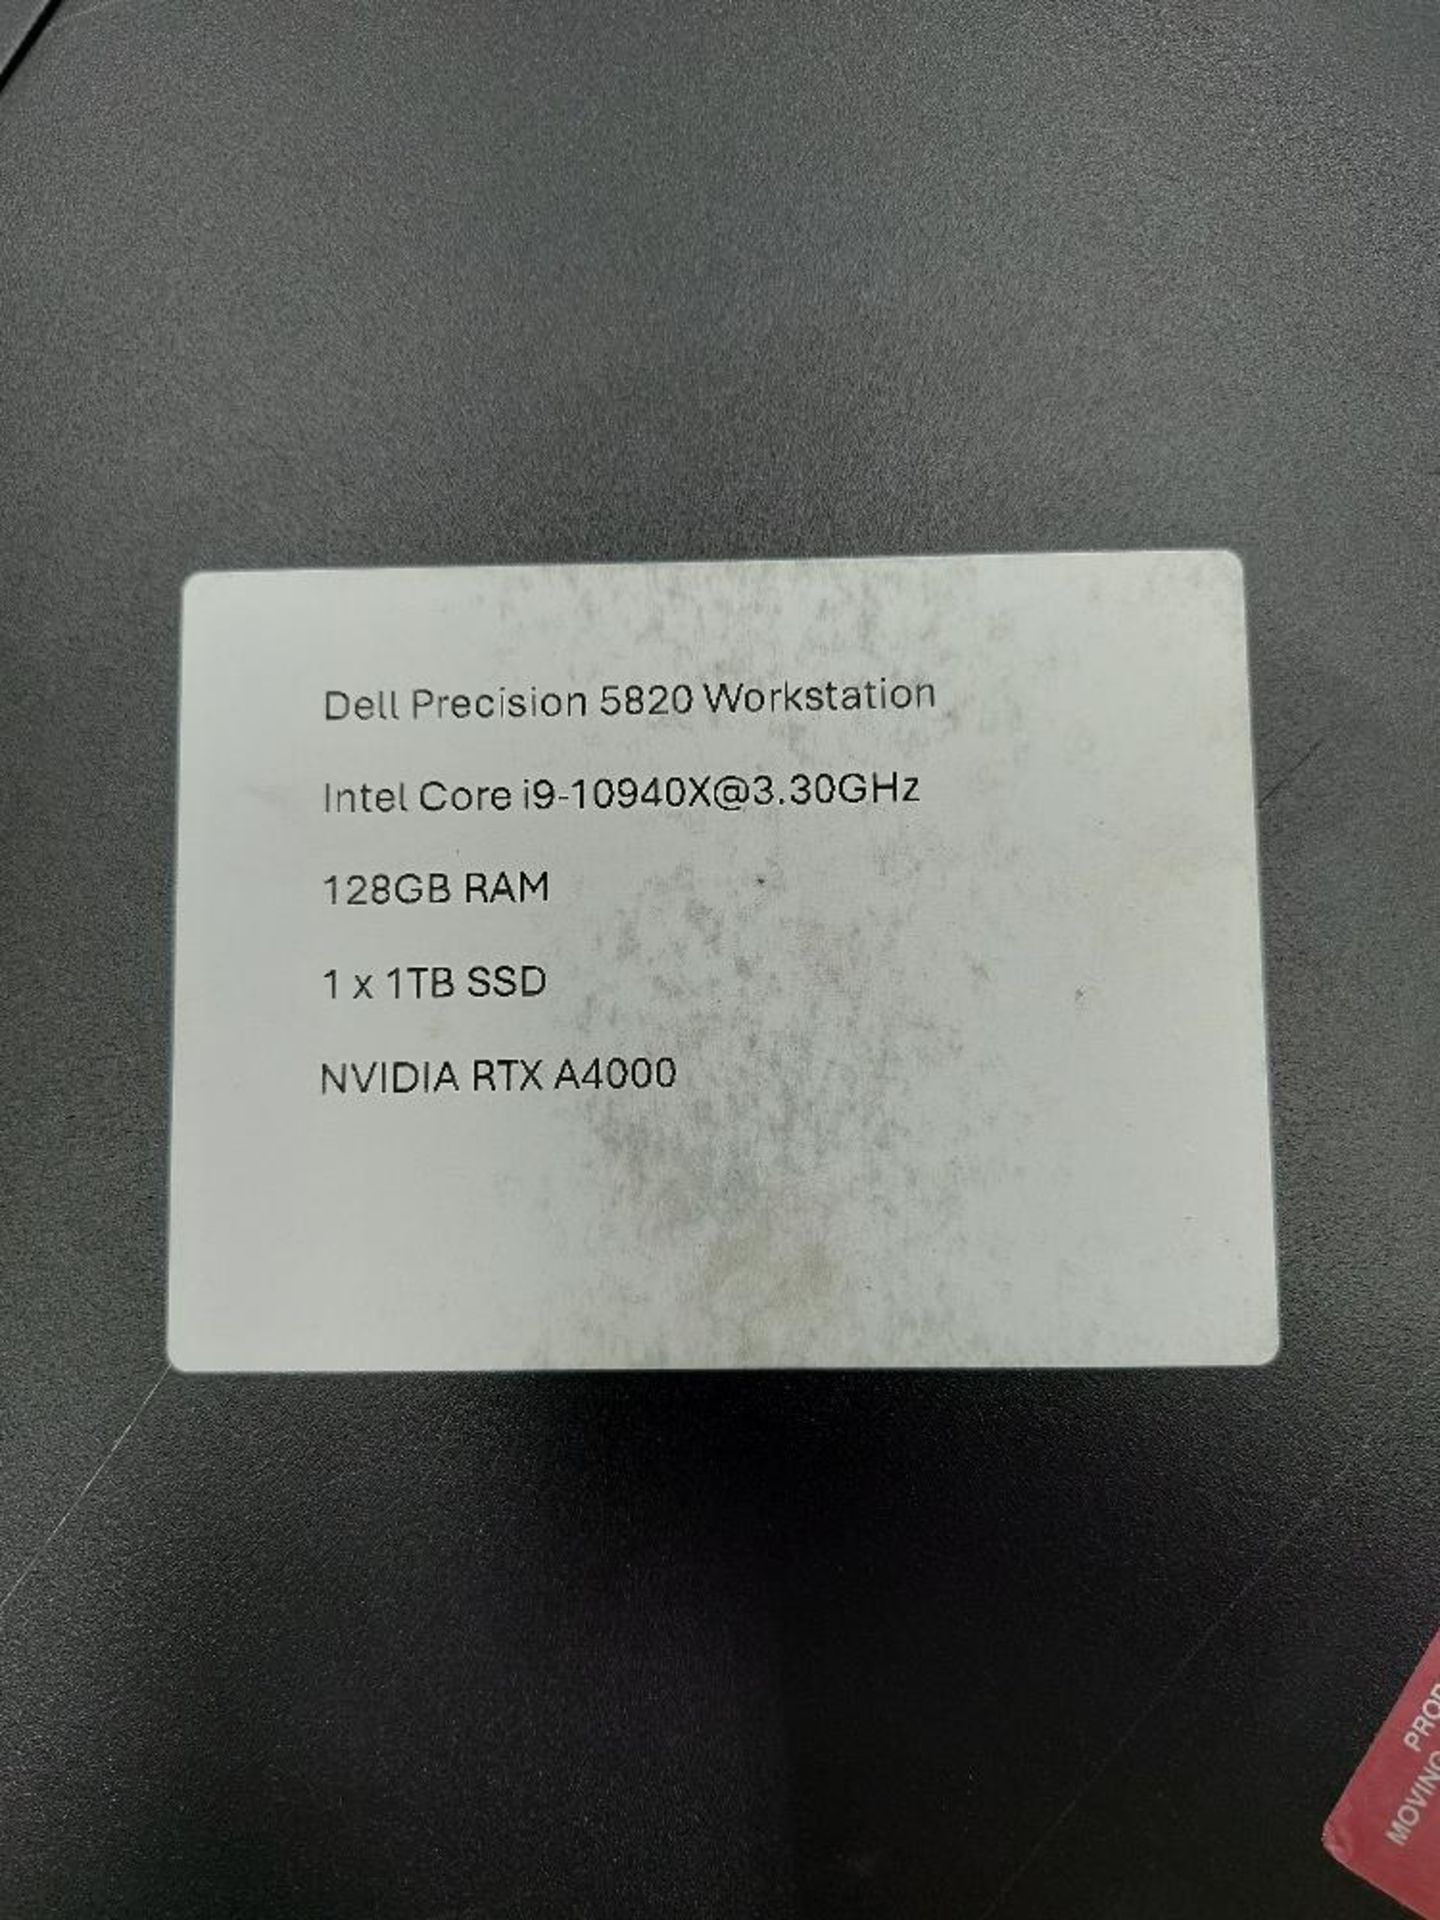 Dell Precision 5820 Workstation
Intel Core i9-10940X@3.30GHz
128GB RAM
1 x 1TB SSD
NVIDIA RTX A4000